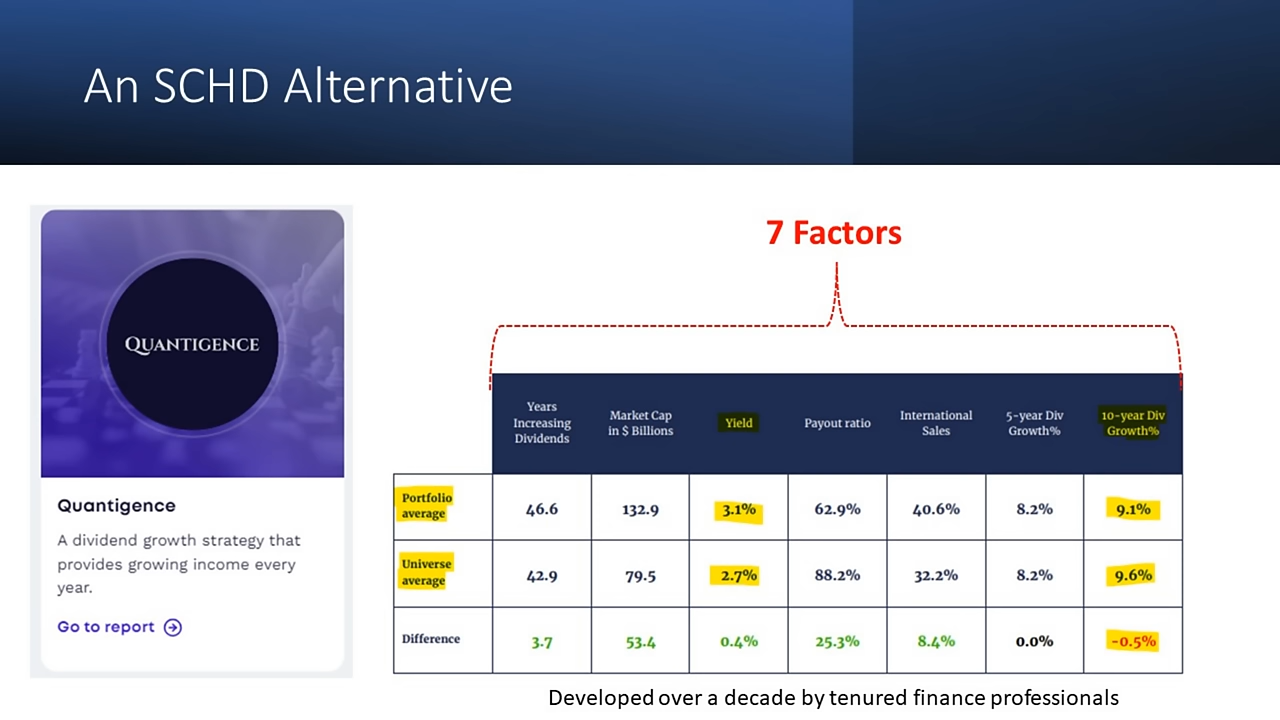 An SCHD Alternative
QUANTIGENCE
Quantigence
A dividend growth strategy that
provides growing income every
year.
Go to report
7 Factors
Years
Increasing
Dividends
Market Cap
in $ Billions
Yield
Payout ratio
International
Sales
5-year Div
Growth%
10-year Div
Growth%
Portfolio
average
46.6
132.9
3.1%
62.9%
40.6%
8.2%
9.1%
Universe
average
42.9
79.5
2.7%
88.2%
32.2%
8.2%
9.6%
Difference
3.7
53.4
0.4%
25.3%
8.4%
0.0%
-0.5%
Developed over a decade by tenured finance professionals